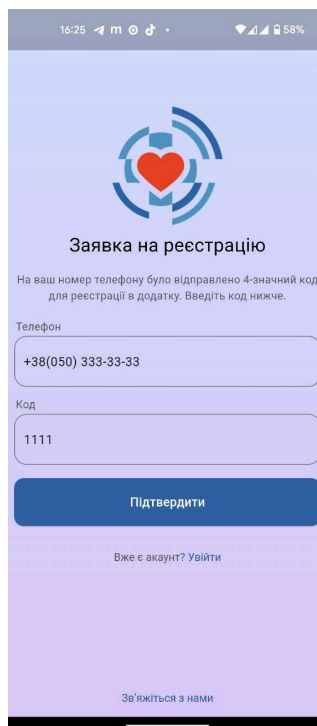 16:25 m 58%
Заявка на реєстрацію
На ваш номер телефону було відправлено 4-значний код
для реєстрації в додатку. Введіть код нижче.
Телефон
+38(050) 333-33-33
Код
1111
Підтвердити
Вже є акаунт? Увійти
Зв'яжіться з нами